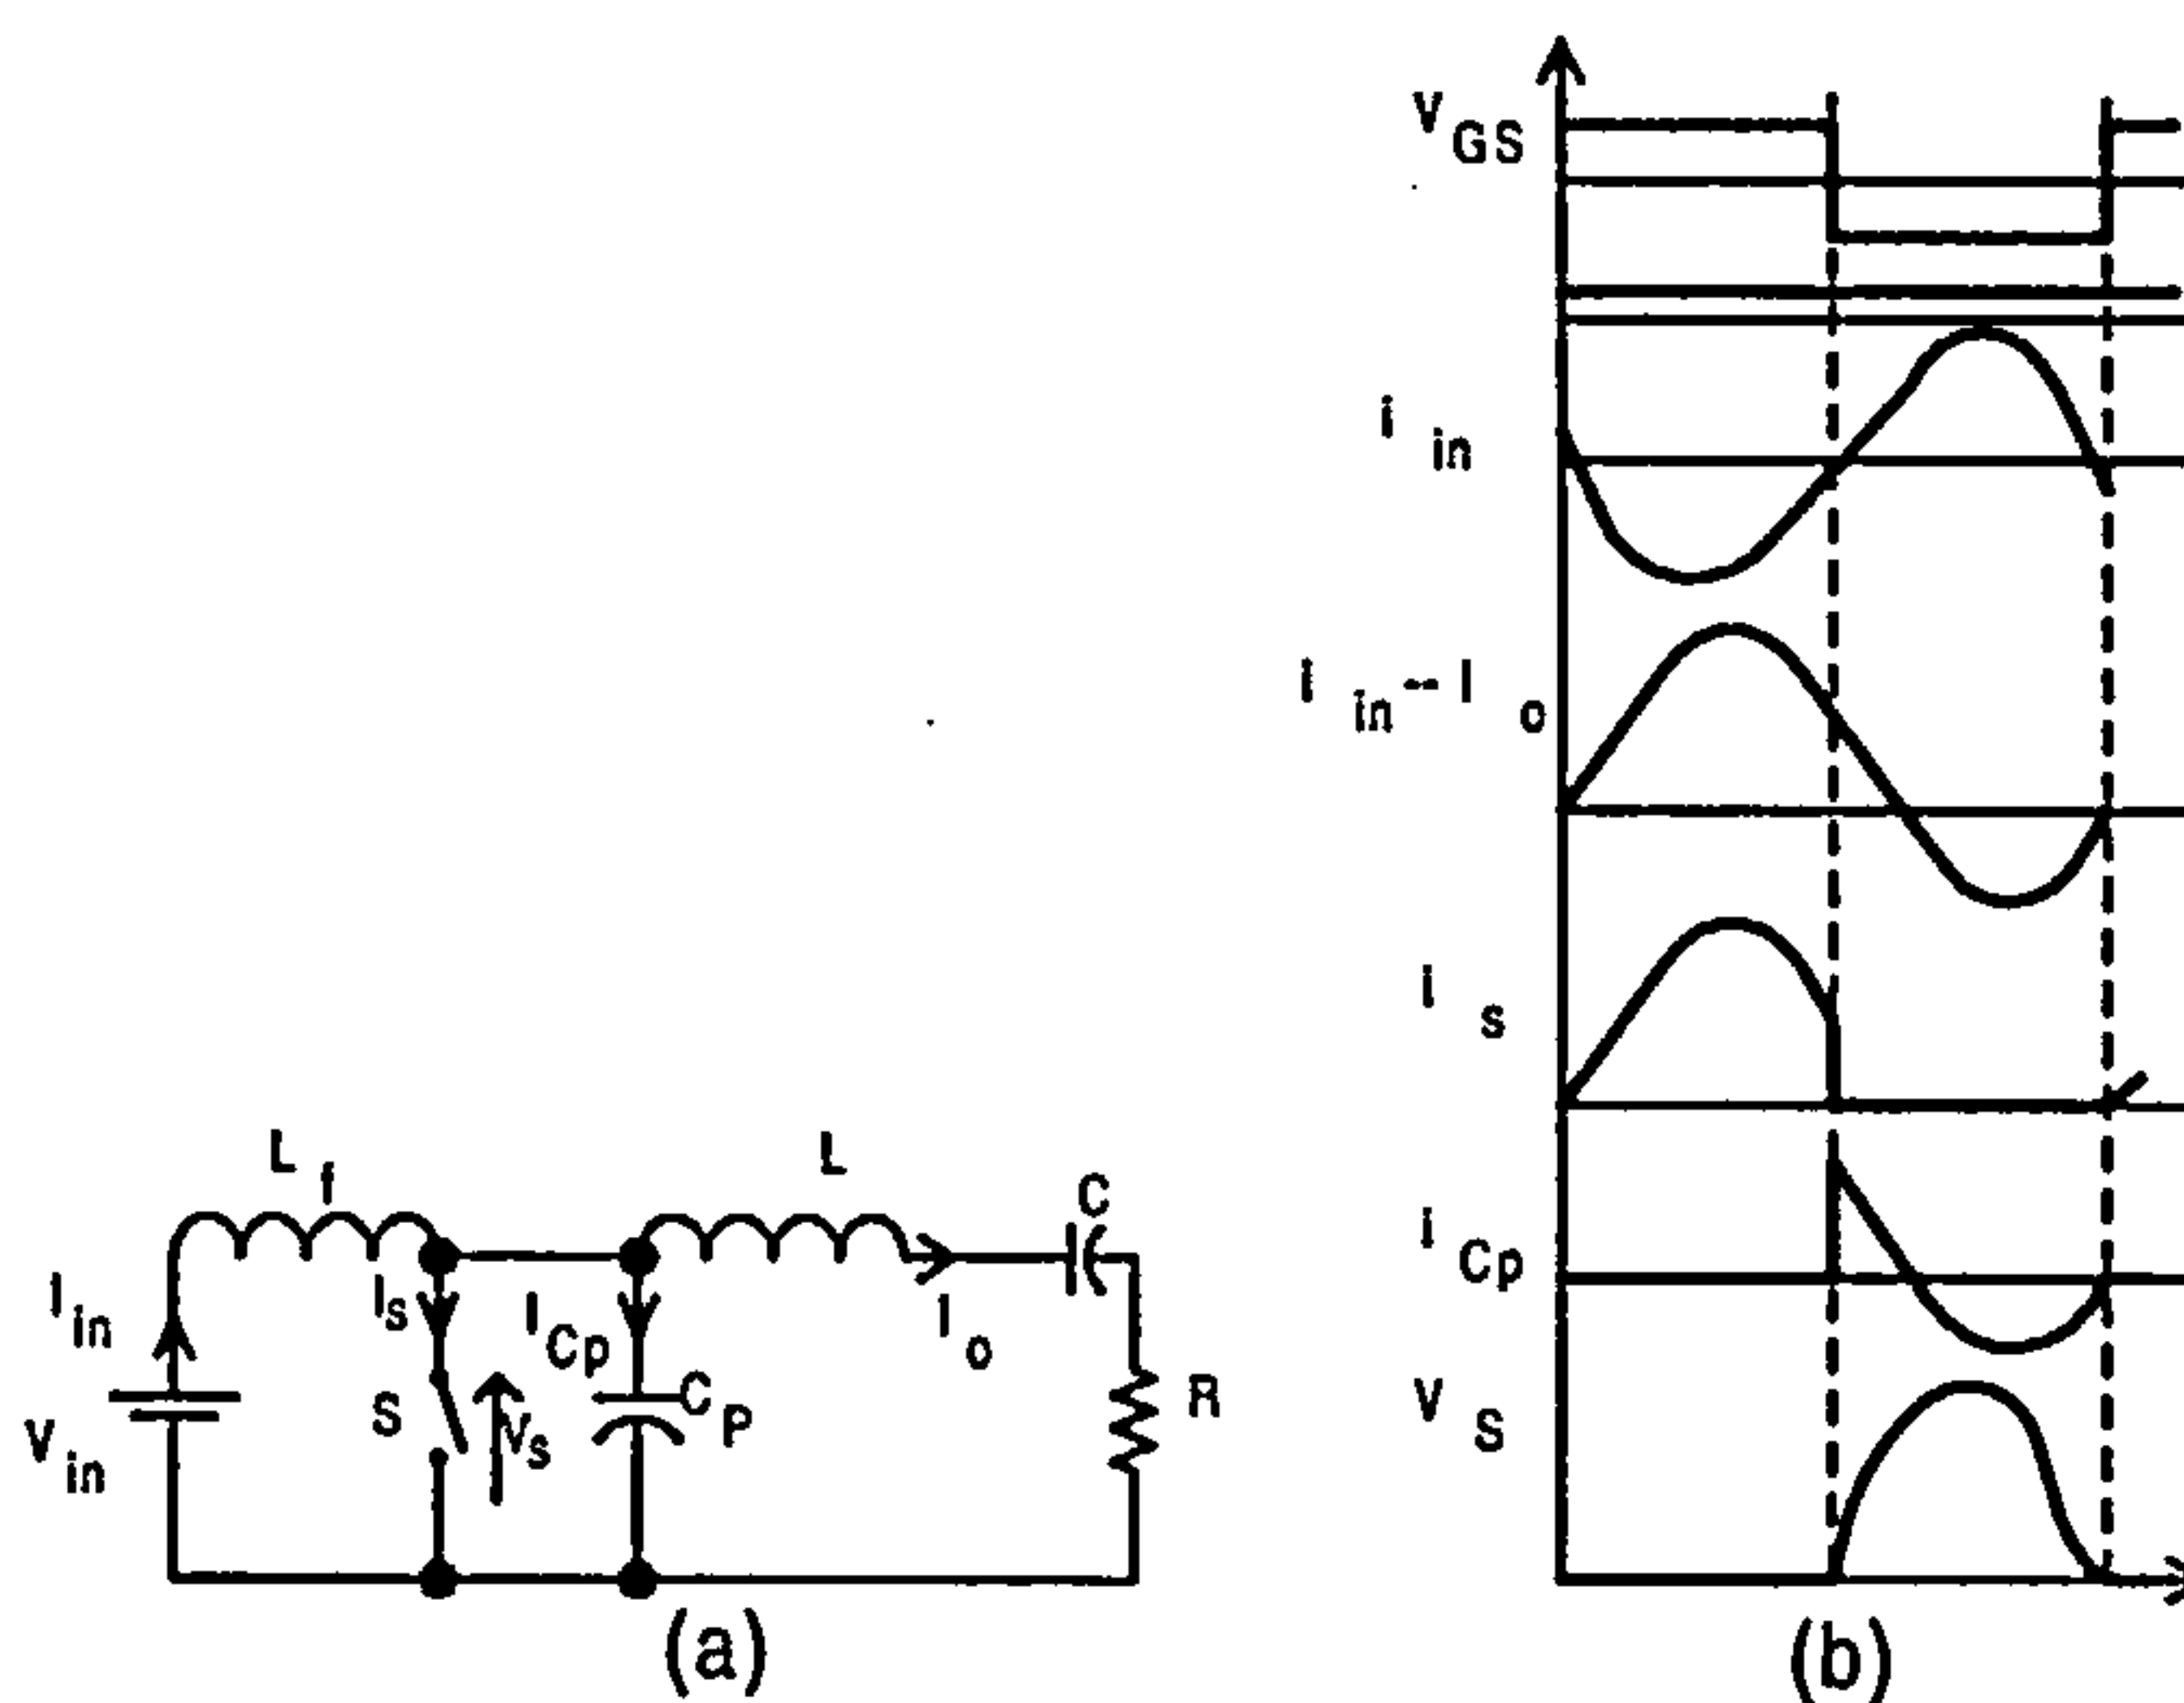 L f
L
C
I in
I s
I Cp
I o
V in
S
V s
C p
R
(a)
V GS
i in
i in - I o
i s
i Cp
V S
(b)